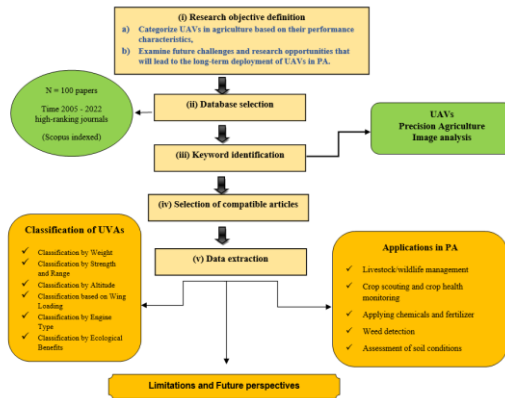 (i) Research objective definition
a) Categorize UAVs in agriculture based on their performance
characteristics,
b) Examine future challenges and research opportunities that
will lead to the long-term deployment of UAVs in PA.
N = 100 papers
Time 2005 - 2022
high-ranking journals
(Scopus indexed)
(ii) Database selection
(iii) Keyword identification
UAVs
Precision Agriculture
Image analysis
(iv) Selection of compatible articles
(v) Data extraction
Classification of UVAs
✓ Classification by Weight
✓ Classification by Strength
and Range
✓ Classification by Altitude
✓ Classification based on Wing
Loading
✓ Classification by Engine
Type
✓ Classification by Ecological
Benefits
Applications in PA
✓ Livestock/wildlife management
✓ Crop scouting and crop health
monitoring
✓ Applying chemicals and fertilizer
✓ Weed detection
✓ Assessment of soil conditions
Limitations and Future perspectives